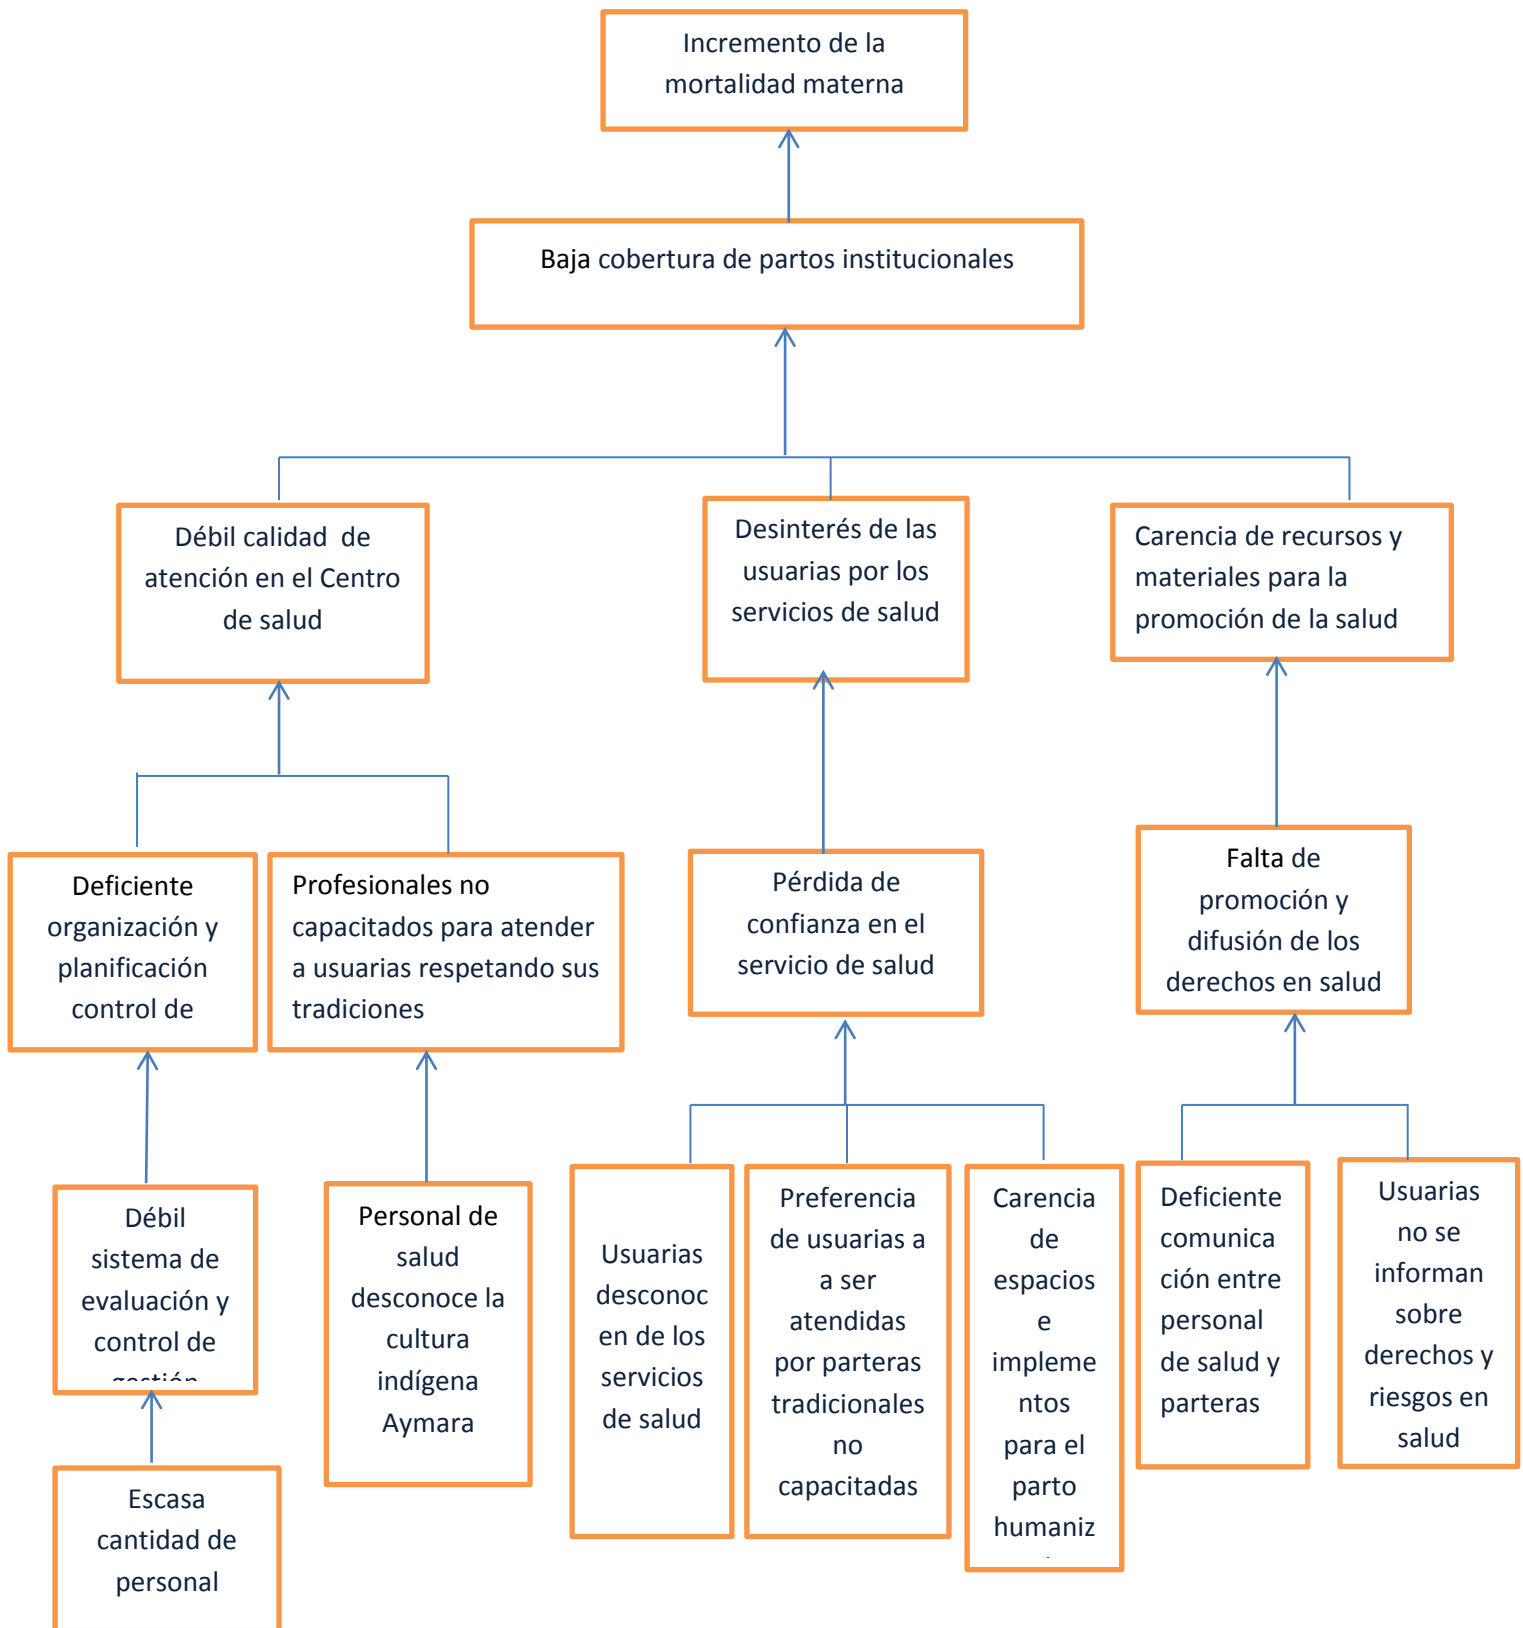 Incremento de la
mortalidad materna
Baja cobertura de partos institucionales
Débil calidad  de
atención en el Centro
de salud
Desinterés de las
usuarias por los
servicios de salud
Carencia de recursos y
materiales para la
promoción de la salud
Deficiente
organización y
planificación
control de
Profesionales no
capacitados para atender
a usuarias respetando sus
tradiciones
Pérdida de
confianza en el
servicio de salud
Falta de
promoción y
difusión de los
derechos en salud
Débil
sistema de
evaluación y
control de
gestión
Personal de
salud
desconoce la
cultura
indígena
Aymara
Usuarias
desconoc
en de los
servicios
de salud
Preferencia
de usuarias a
a ser
atendidas
por parteras
tradicionales
no
capacitadas
Carencia
de
espacios
e
impleme
ntos
para el
parto
humaniz
Deficiente
comunica
ción entre
personal
de salud y
parteras
Usuarias
no se
informan
sobre
derechos y
riesgos en
salud
Escasa
cantidad de
personal